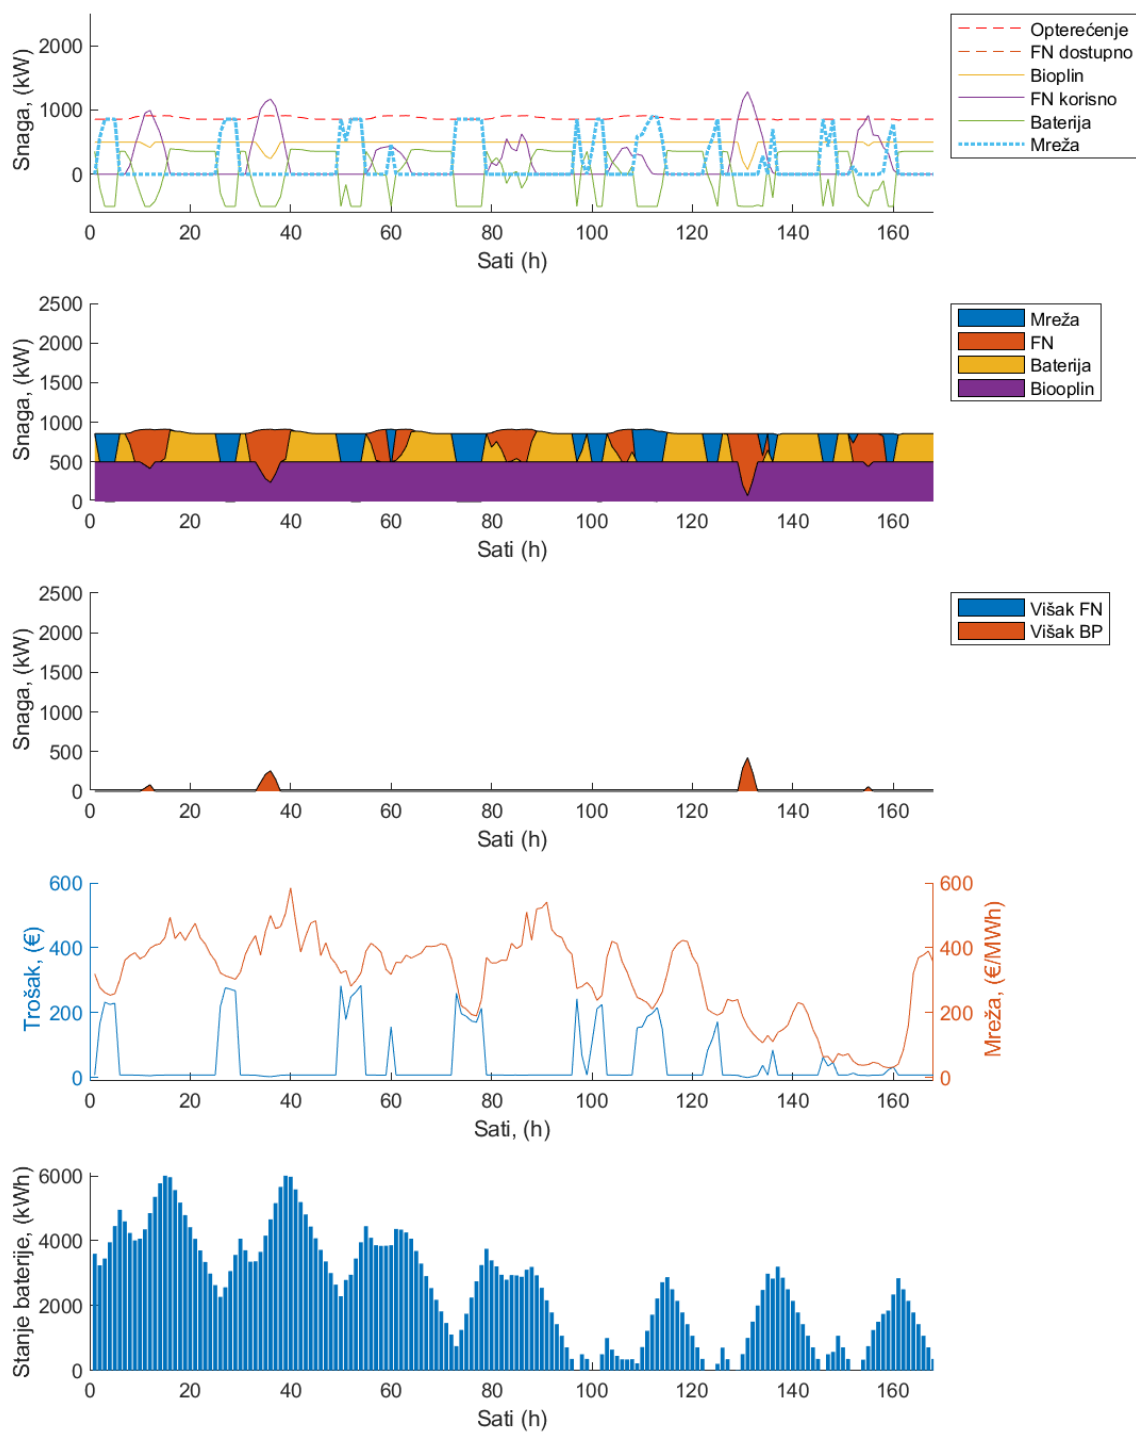 2000
1000
0
Snaga, (kW)
0 20 40 60 80 100 120 140 160
Sati (h)
Opterećenje
FN dostupno
Bioplin
FN korisno
Baterija
Mreža
2500
2000
1500
1000
500
0
Snaga, (kW)
0 20 40 60 80 100 120 140 160
Sati (h)
Mreža
FN
Baterija
Biooplin
2500
2000
1500
1000
500
0
Snaga, (kW)
0 20 40 60 80 100 120 140 160
Sati (h)
Višak FN
Višak BP
600
400
200
0
Trošak, (€)
600
400
200
0
Mreža, (€/MWh)
0 20 40 60 80 100 120 140 160
Sati, (h)
6000
4000
2000
0
Stanje baterije, (kWh)
0 20 40 60 80 100 120 140 160
Sati (h)